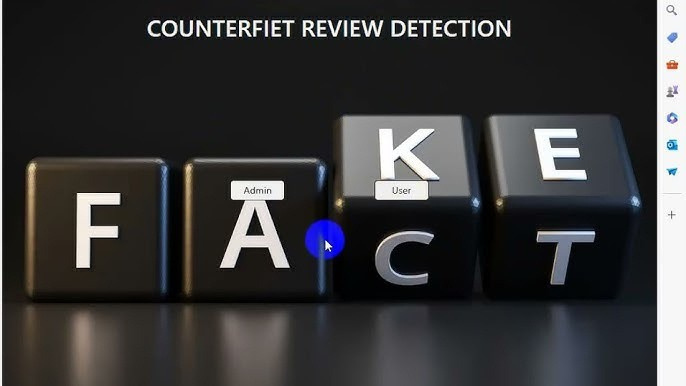 COUNTERFIET REVIEW DETECTION
K E
F A
Admin User
C T